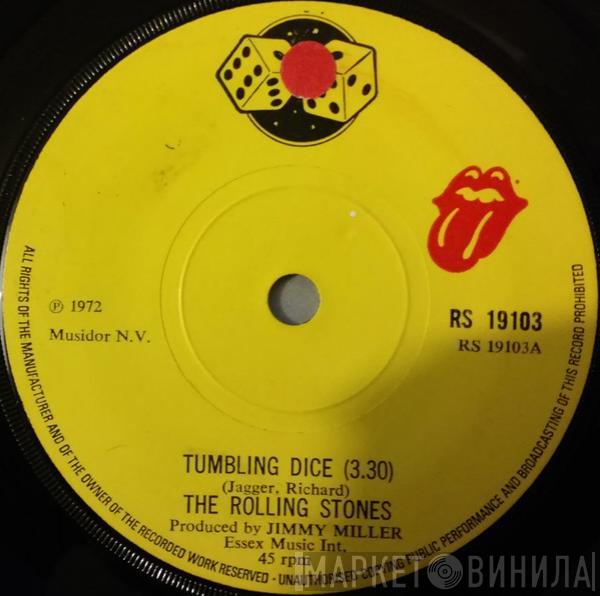 ℗ 1972
Musidor N.V.
RS 19103
RS 19103A
TUMBLING DICE (3.30)
(Jagger, Richard)
THE ROLLING STONES
Produced by JIMMY MILLER
Essex Music Int.
45 rpm
ALL RIGHTS OF THE MANUFACTURER AND OF THE OWNER OF THE RECORDED WORK RESERVED - UNAUTHORISED COPYING PUBLIC PERFORMANCE AND BROADCASTING OF THIS RECORD PROHIBITED
МАРКЕТ ВИНИЛА